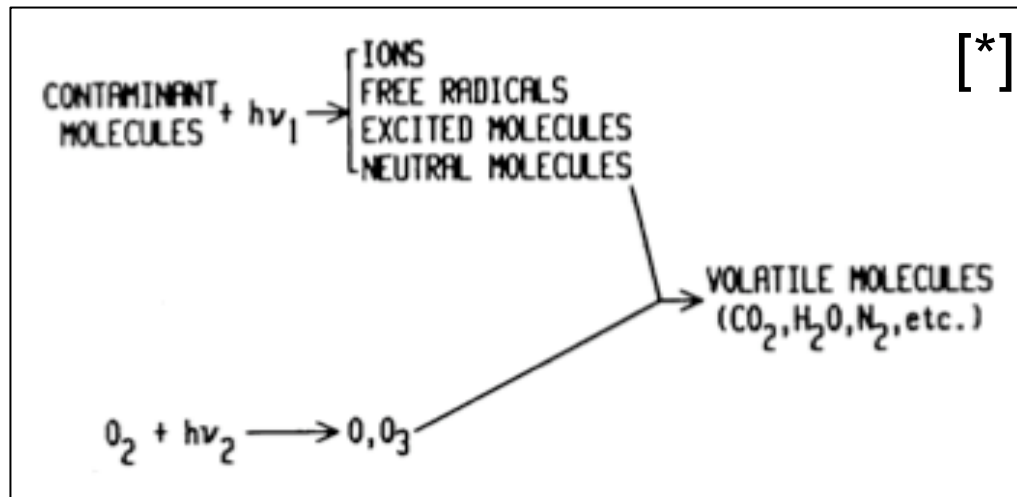 [*]
CONTAMINANT MOLECULES + hν₁ → IONS
FREE RADICALS
EXCITED MOLECULES
NEUTRAL MOLECULES
VOLATILE MOLECULES
(CO₂,H₂O,N₂,etc.)
O₂ + hν₂ → O,O₃